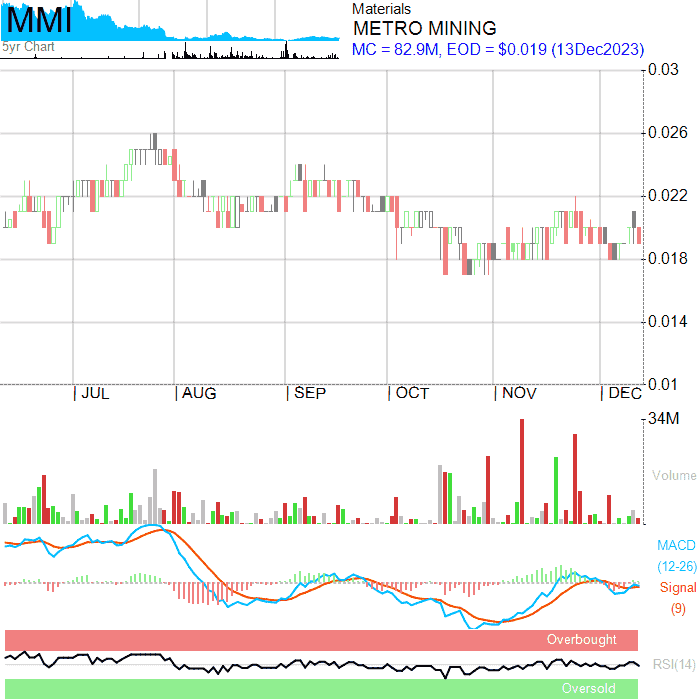 MMI
5yr Chart
Materials
METRO MINING
MC = 82.9M, EOD = $0.019 (13Dec2023)
0.03
0.026
0.022
0.018
0.014
0.01
JUL AUG SEP OCT NOV DEC
34M
Volume
MACD
(12-26)
Signal
(9)
Overbought
RSI(14)
Oversold